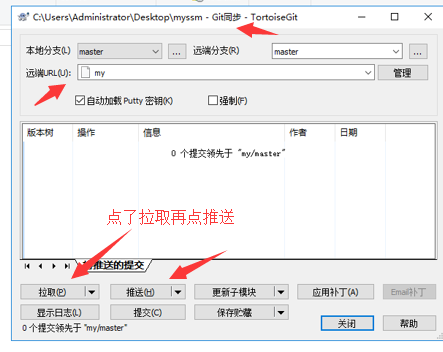 C:\Users\Administrator\Desktop\myssm - Git同步 - TortoiseGit
本地分支(L) master ... 远端分支(R) master ...
远端URL(U): my 管理
自动加载 Putty 密钥(K) 强制(F)
版本树 操作 信息 作者 日期
0 个提交领先于 "my/master"
点了拉取再点推送
推送的提交
拉取(P) 推送(H) 更新子模块 应用补丁(A) Email补丁
显示日志(L) 提交(C) 保存贮藏
0 个提交领先于 "my/master" 关闭 帮助